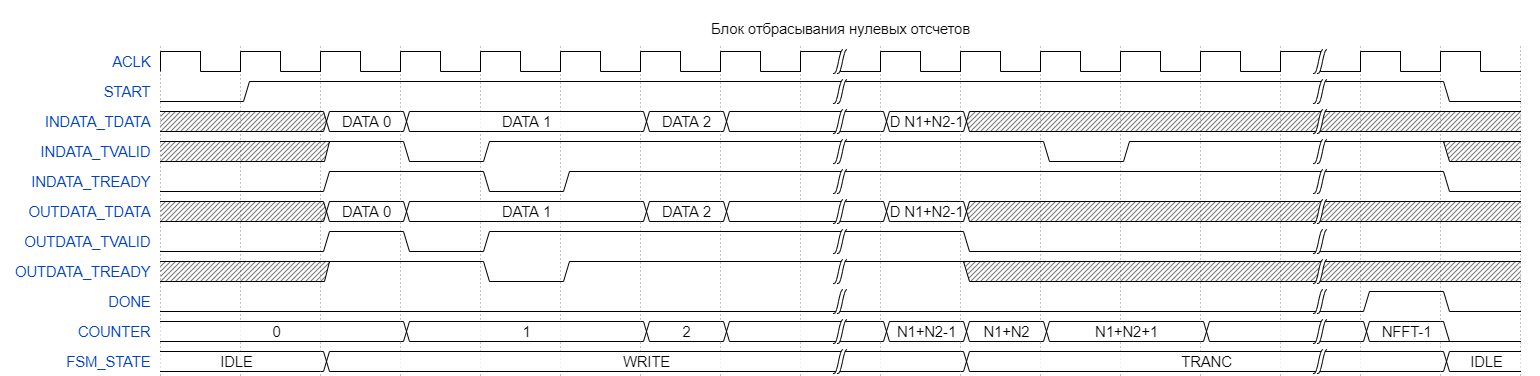 Блок отбрасывания нулевых отсчетов
ACLK
START
INDATA_TDATA DATA 0 DATA 1 DATA 2 D N1+N2-1
INDATA_TVALID
INDATA_TREADY
OUTDATA_TDATA DATA 0 DATA 1 DATA 2 D N1+N2-1
OUTDATA_TVALID
OUTDATA_TREADY
DONE
COUNTER 0 1 2 N1+N2-1 N1+N2 N1+N2+1 NFFT-1
FSM_STATE IDLE WRITE TRANC IDLE